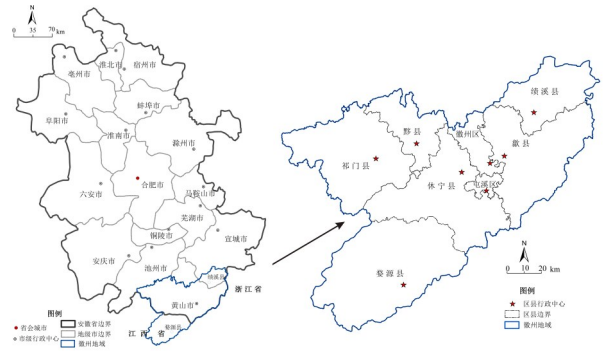 N
0 35 70 km
淮北市
亳州市
宿州市
阜阳市
蚌埠市
淮南市
滁州市
六安市
合肥市
马鞍山市
芜湖市
铜陵市
宣城市
安庆市
池州市
绩溪县
浙江省
黄山市
婺源县
江西省
图例
省会城市
市级行政中心
安徽省边界
地级市边界
徽州地域
绩溪县
黟县
徽州区
歙县
祁门县
休宁县
屯溪区
婺源县
N
0 10 20 km
图例
区县行政中心
区县边界
徽州地域